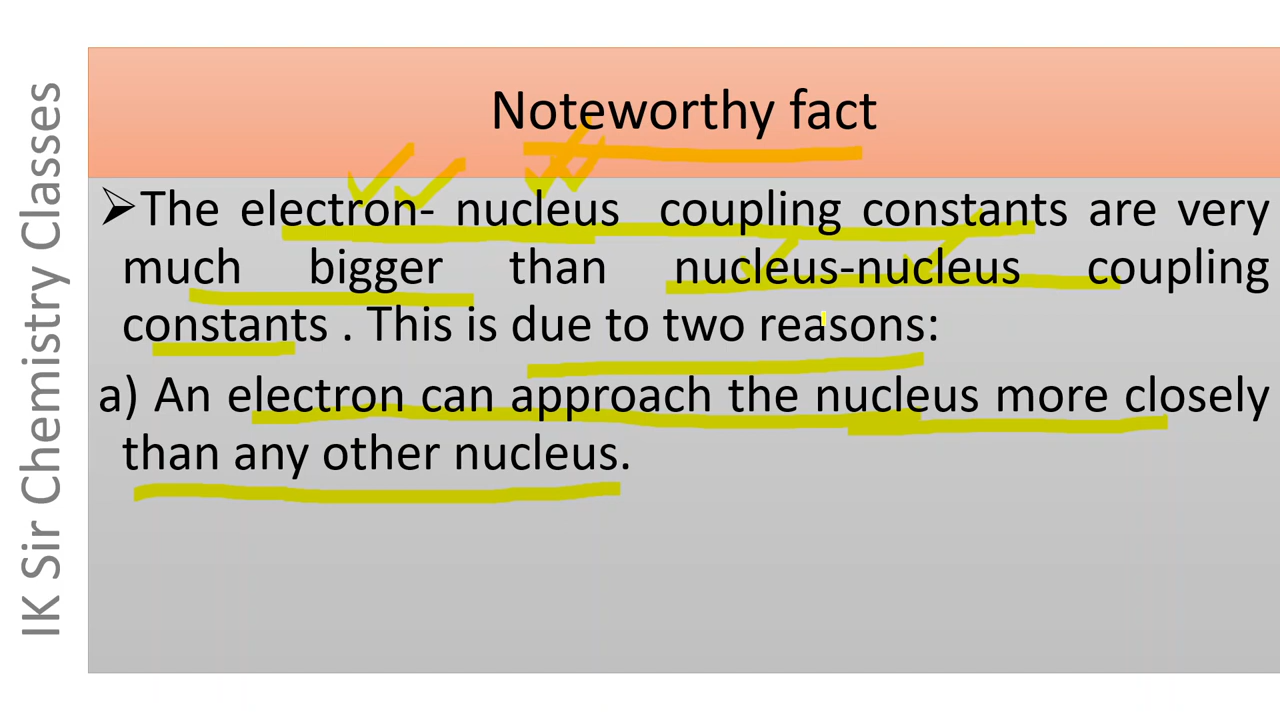 IK Sir Chemistry Classes
Noteworthy fact
➢The electron- nucleus coupling constants are very
much bigger than nucleus-nucleus coupling
constants . This is due to two reasons:
a) An electron can approach the nucleus more closely
than any other nucleus.